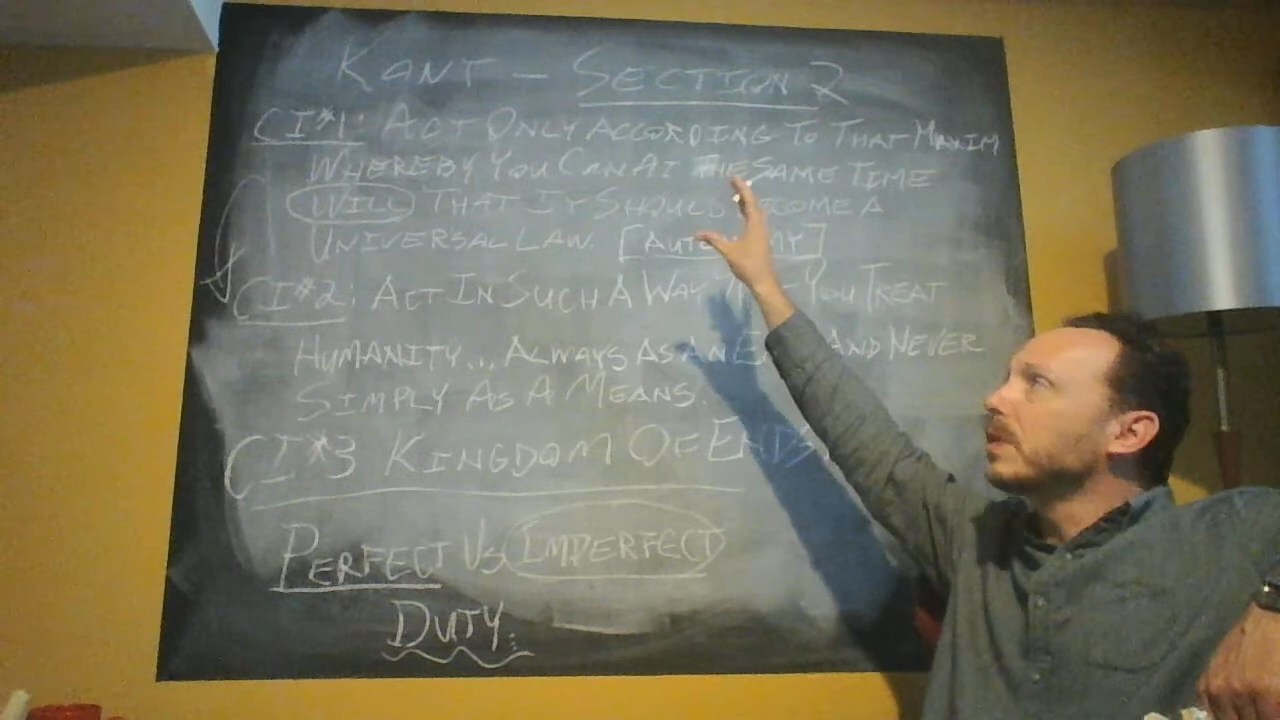 KANT - SECTION 2
CI#1: ACT ONLY ACCORDING TO THAT MAXIM
WHEREBY YOU CAN AT THE SAME TIME
WILL THAT IT SHOULD BECOME A
UNIVERSAL LAW. [AUTONOMY]
CI#2: ACT IN SUCH A WAY YOU TREAT
HUMANITY... ALWAYS AS AN END AND NEVER
SIMPLY AS A MEANS.
CI#3 KINGDOM OF ENDS
PERFECT VS IMPERFECT
DUTY: